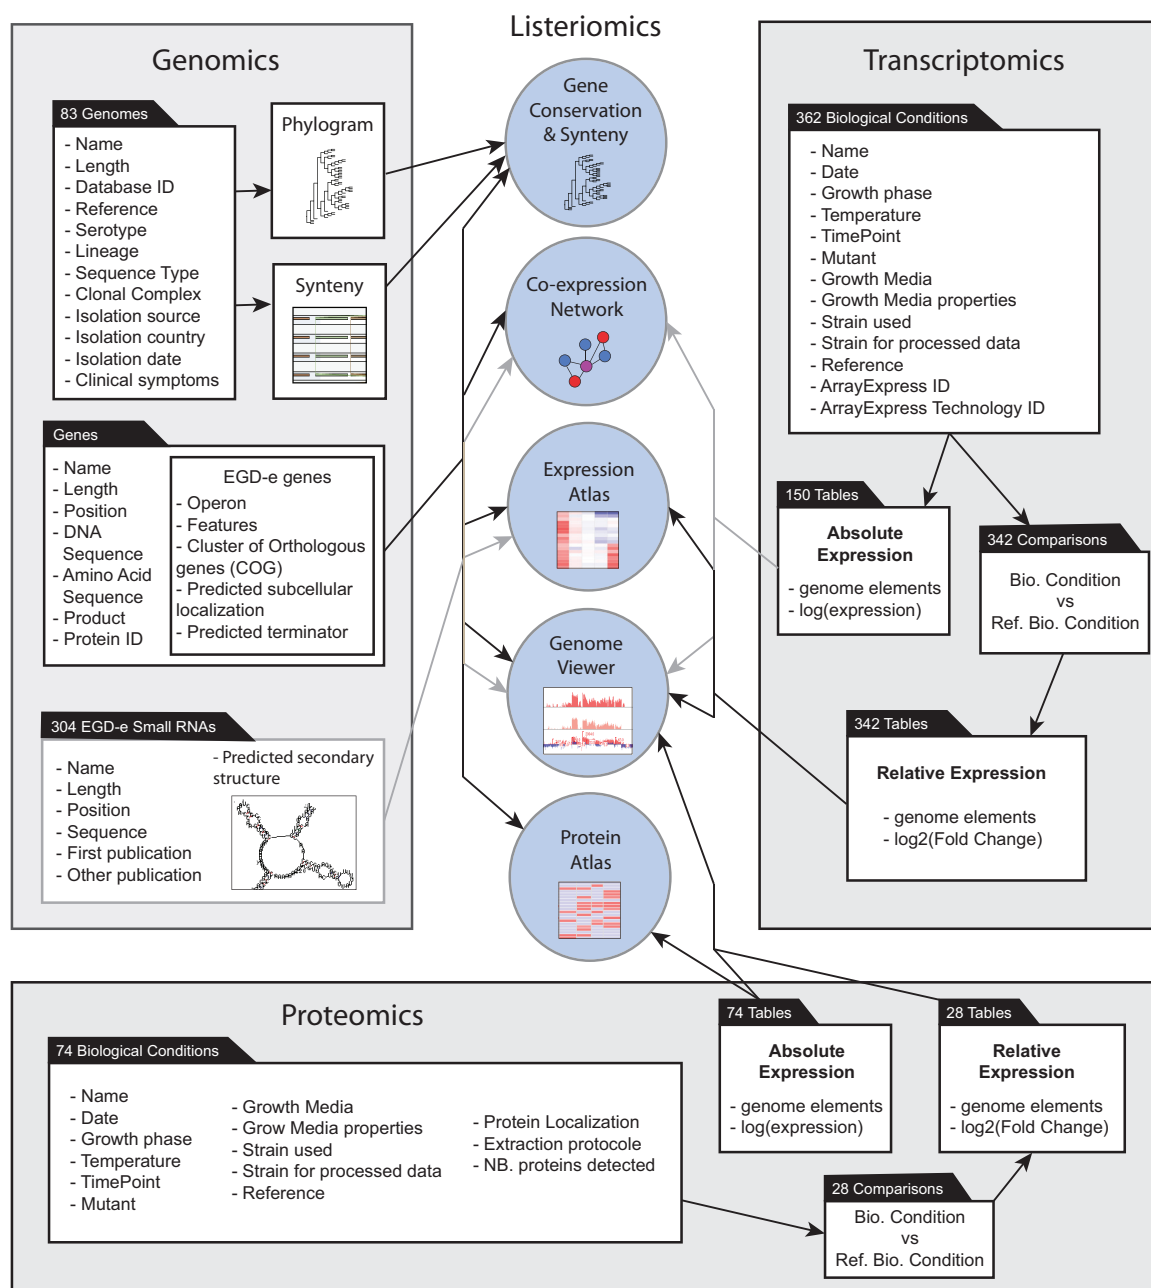 Listeriomics
Genomics
83 Genomes
- Name
- Length
- Database ID
- Reference
- Serotype
- Lineage
- Sequence Type
- Clonal Complex
- Isolation source
- Isolation country
- Isolation date
- Clinical symptoms
Phylogram
Synteny
Genes
- Name
- Length
- Position
- DNA
Sequence
- Amino Acid
Sequence
- Product
- Protein ID
EGD-e genes
- Operon
- Features
- Cluster of Orthologous
genes (COG)
- Predicted subcellular
localization
- Predicted terminator
304 EGD-e Small RNAs
- Name
- Length
- Position
- Sequence
- First publication
- Other publication
- Predicted secondary
structure
Gene
Conservation
& Synteny
Co-expression
Network
Expression
Atlas
Genome
Viewer
Protein
Atlas
Transcriptomics
362 Biological Conditions
- Name
- Date
- Growth phase
- Temperature
- TimePoint
- Mutant
- Growth Media
- Growth Media properties
- Strain used
- Strain for processed data
- Reference
- ArrayExpress ID
- ArrayExpress Technology ID
150 Tables
Absolute
Expression
- genome elements
- log(expression)
342 Comparisons
Bio. Condition
vs
Ref. Bio. Condition
342 Tables
Relative Expression
- genome elements
- log2(Fold Change)
Proteomics
74 Biological Conditions
- Name
- Date
- Growth phase
- Temperature
- TimePoint
- Mutant
- Growth Media
- Grow Media properties
- Strain used
- Strain for processed data
- Reference
- Protein Localization
- Extraction protocole
- NB. proteins detected
74 Tables
Absolute
Expression
- genome elements
- log(expression)
28 Tables
Relative
Expression
- genome elements
- log2(Fold Change)
28 Comparisons
Bio. Condition
vs
Ref. Bio. Condition